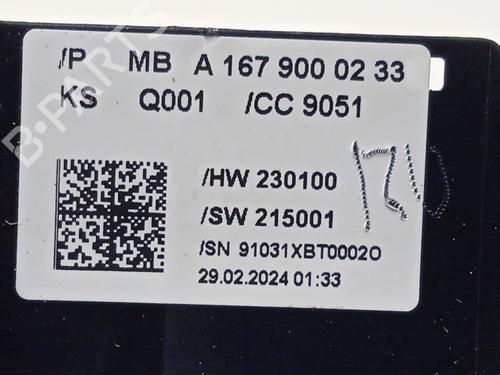 /P MB A 167 900 02 33
KS Q001 /CC 9051
/HW 230100
/SW 215001
/SN 91031XBT0002O
29.02.2024 01:33
B-PARTS